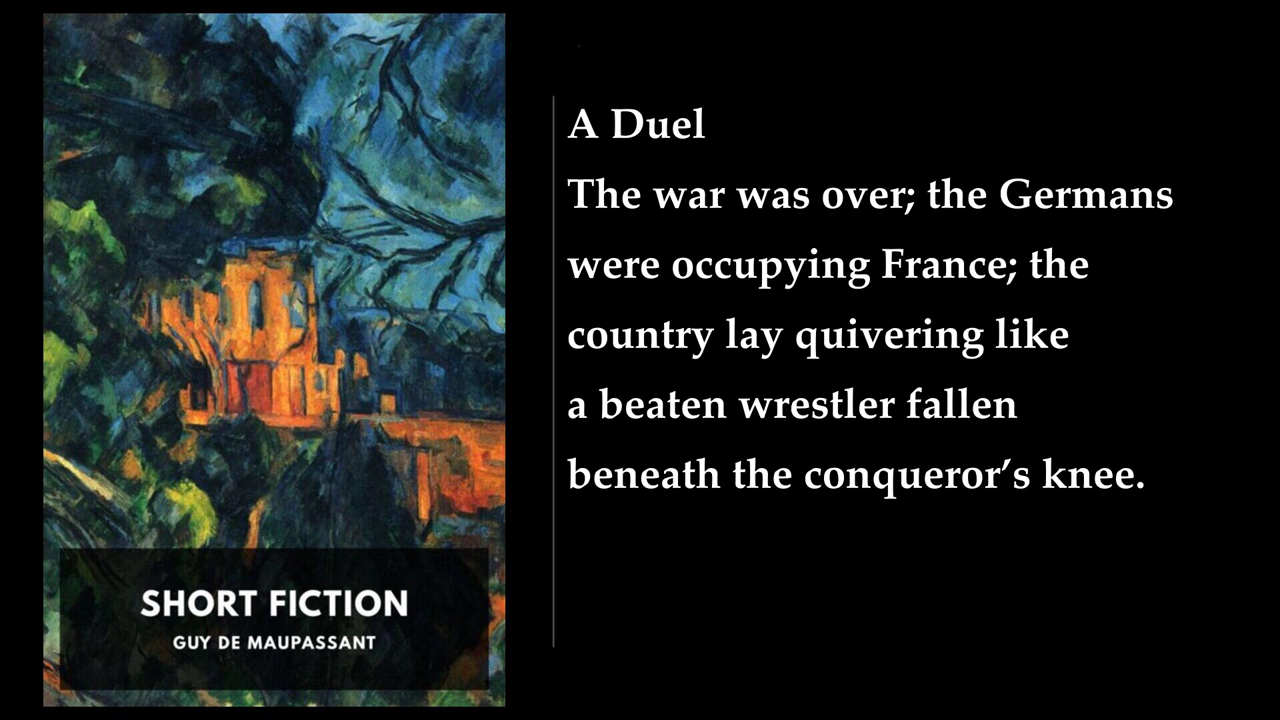 A Duel
The war was over; the Germans
were occupying France; the
country lay quivering like
a beaten wrestler fallen
beneath the conqueror’s knee.
SHORT FICTION
GUY DE MAUPASSANT